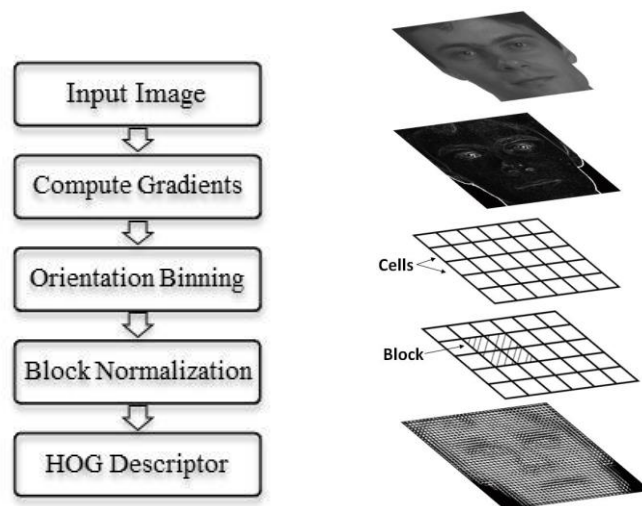 Input Image
Compute Gradients
Orientation Binning
Cells
Block Normalization
Block
HOG Descriptor